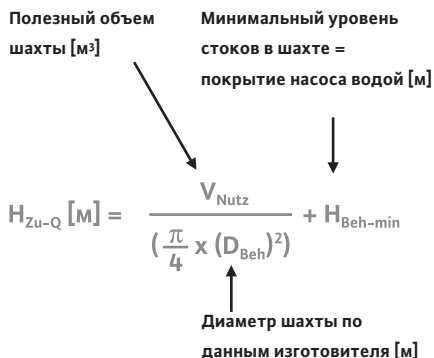 Полезный объем
шахты [м³]
Минимальный уровень
стоков в шахте =
покрытие насоса водой [м]
H_Zu-Q [м] = V_Nutz / (π/4 x (D_Beh)²) + H_Beh-min
Диаметр шахты по
данным изготовителя [м]